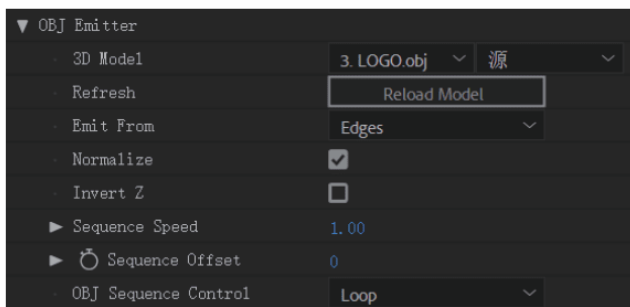 OBJ Emitter
3D Model 3. LOGO.obj 源
Refresh Reload Model
Emit From Edges
Normalize
Invert Z
Sequence Speed 1.00
Sequence Offset 0
OBJ Sequence Control Loop